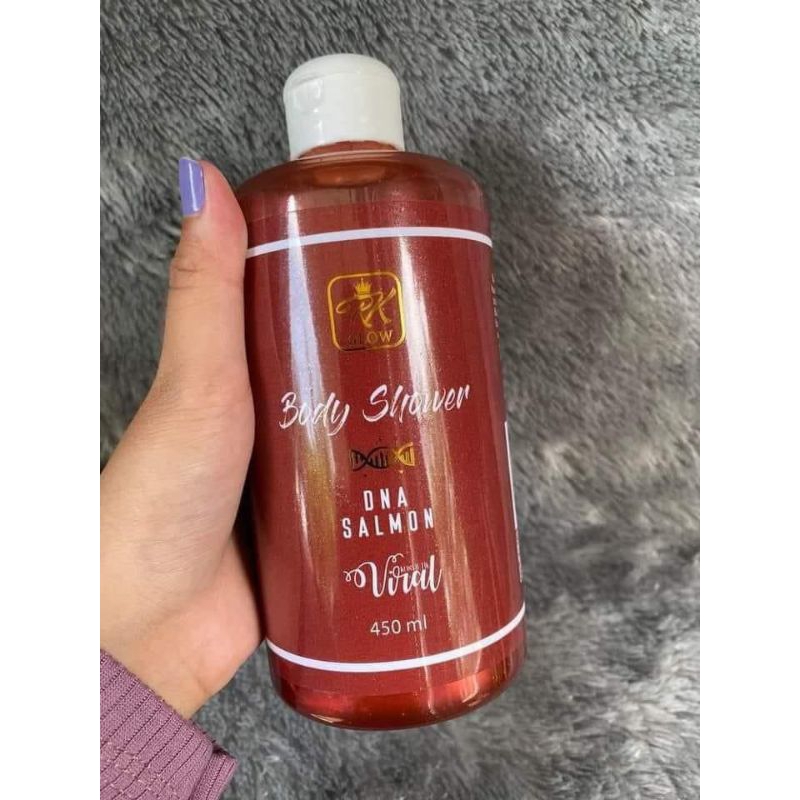 RK
GLOW
Body Shower
DNA
SALMON
Viral
450 ml